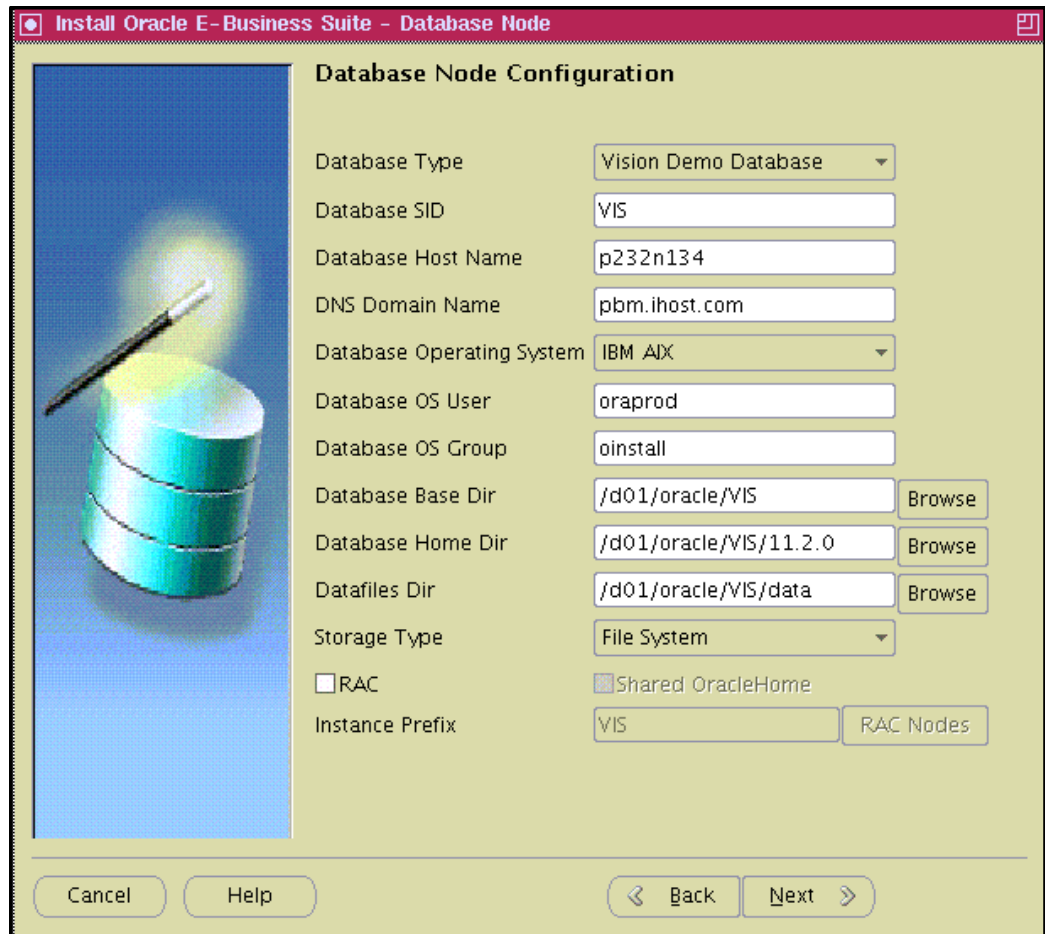 Install Oracle E-Business Suite - Database Node
Database Node Configuration
Database Type Vision Demo Database
Database SID VIS
Database Host Name p232n134
DNS Domain Name pbm.ihost.com
Database Operating System IBM AIX
Database OS User oraprod
Database OS Group oinstall
Database Base Dir /d01/oracle/VIS Browse
Database Home Dir /d01/oracle/VIS/11.2.0 Browse
Datafiles Dir /d01/oracle/VIS/data Browse
Storage Type File System
RAC Shared OracleHome
Instance Prefix VIS RAC Nodes
Cancel Help Back Next